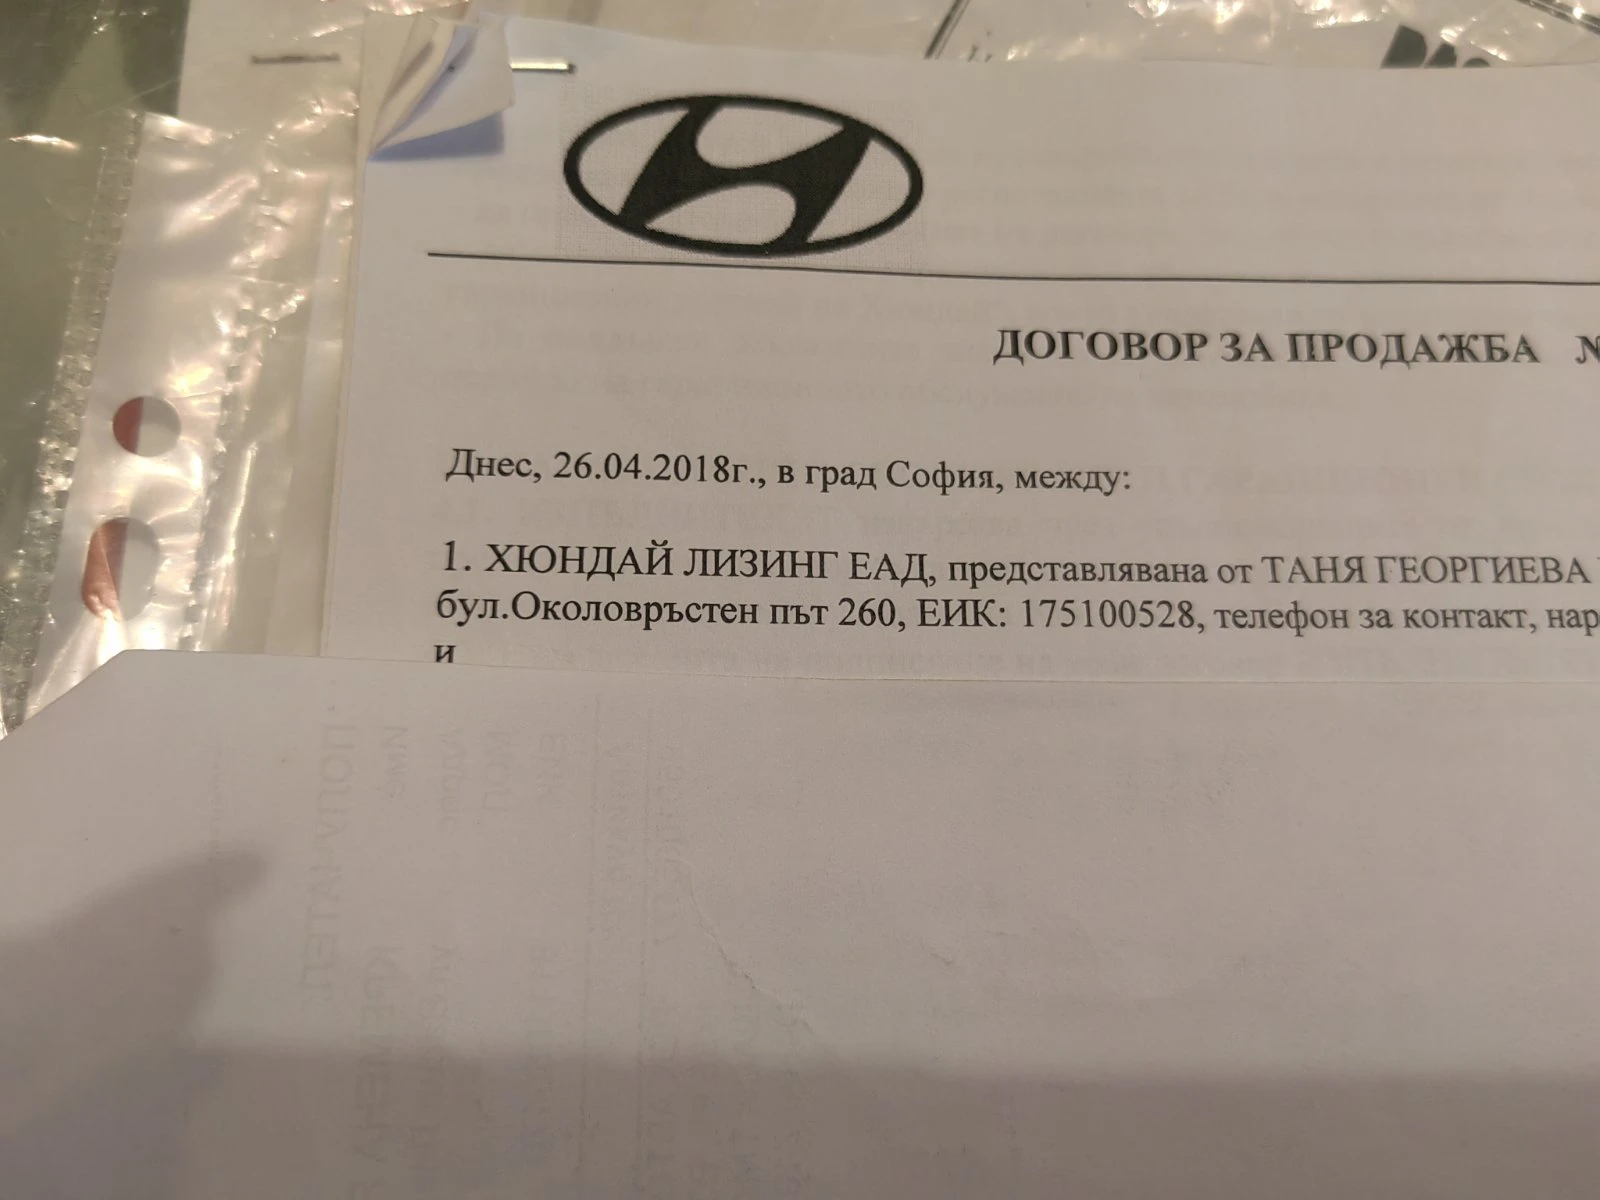 ДОГОВОР ЗА ПРОДАЖБА
Днес, 26.04.2018г., в град София, между:
1. ХЮНДАЙ ЛИЗИНГ ЕАД, представлявана от ТАНЯ ГЕОРГИЕВА
бул.Околовръстен път 260, ЕИК: 175100528, телефон за контакт, нар
и